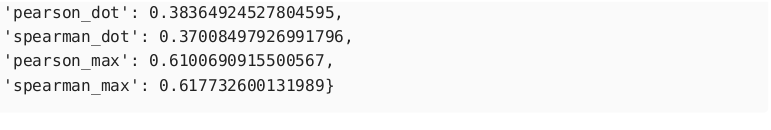 'pearson_dot': 0.38364924527804595,
'spearman_dot': 0.37008497926991796,
'pearson_max': 0.6100690915500567,
'spearman_max': 0.617732600131989}